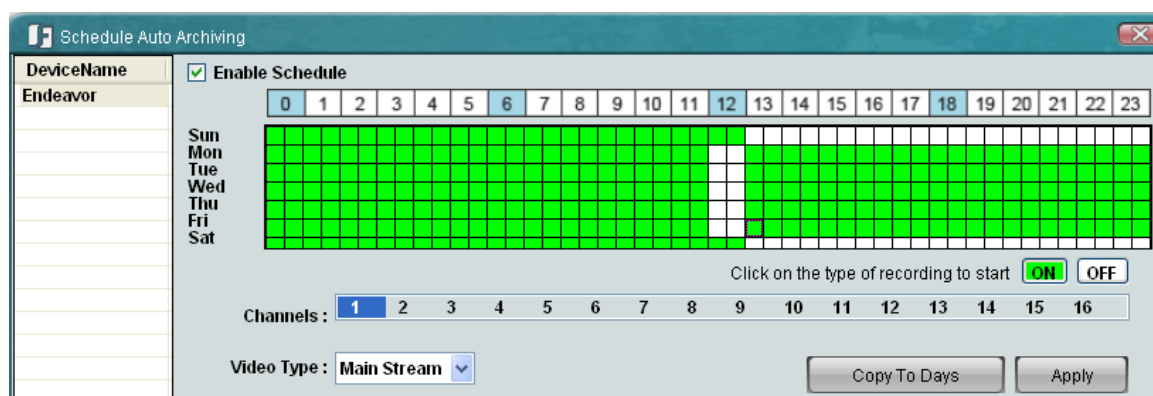 Schedule Auto Archiving
DeviceName
Endeavor
Enable Schedule
0 1 2 3 4 5 6 7 8 9 10 11 12 13 14 15 16 17 18 19 20 21 22 23
Sun
Mon
Tue
Wed
Thu
Fri
Sat
Click on the type of recording to start ON OFF
Channels : 1 2 3 4 5 6 7 8 9 10 11 12 13 14 15 16
Video Type : Main Stream
Copy To Days Apply